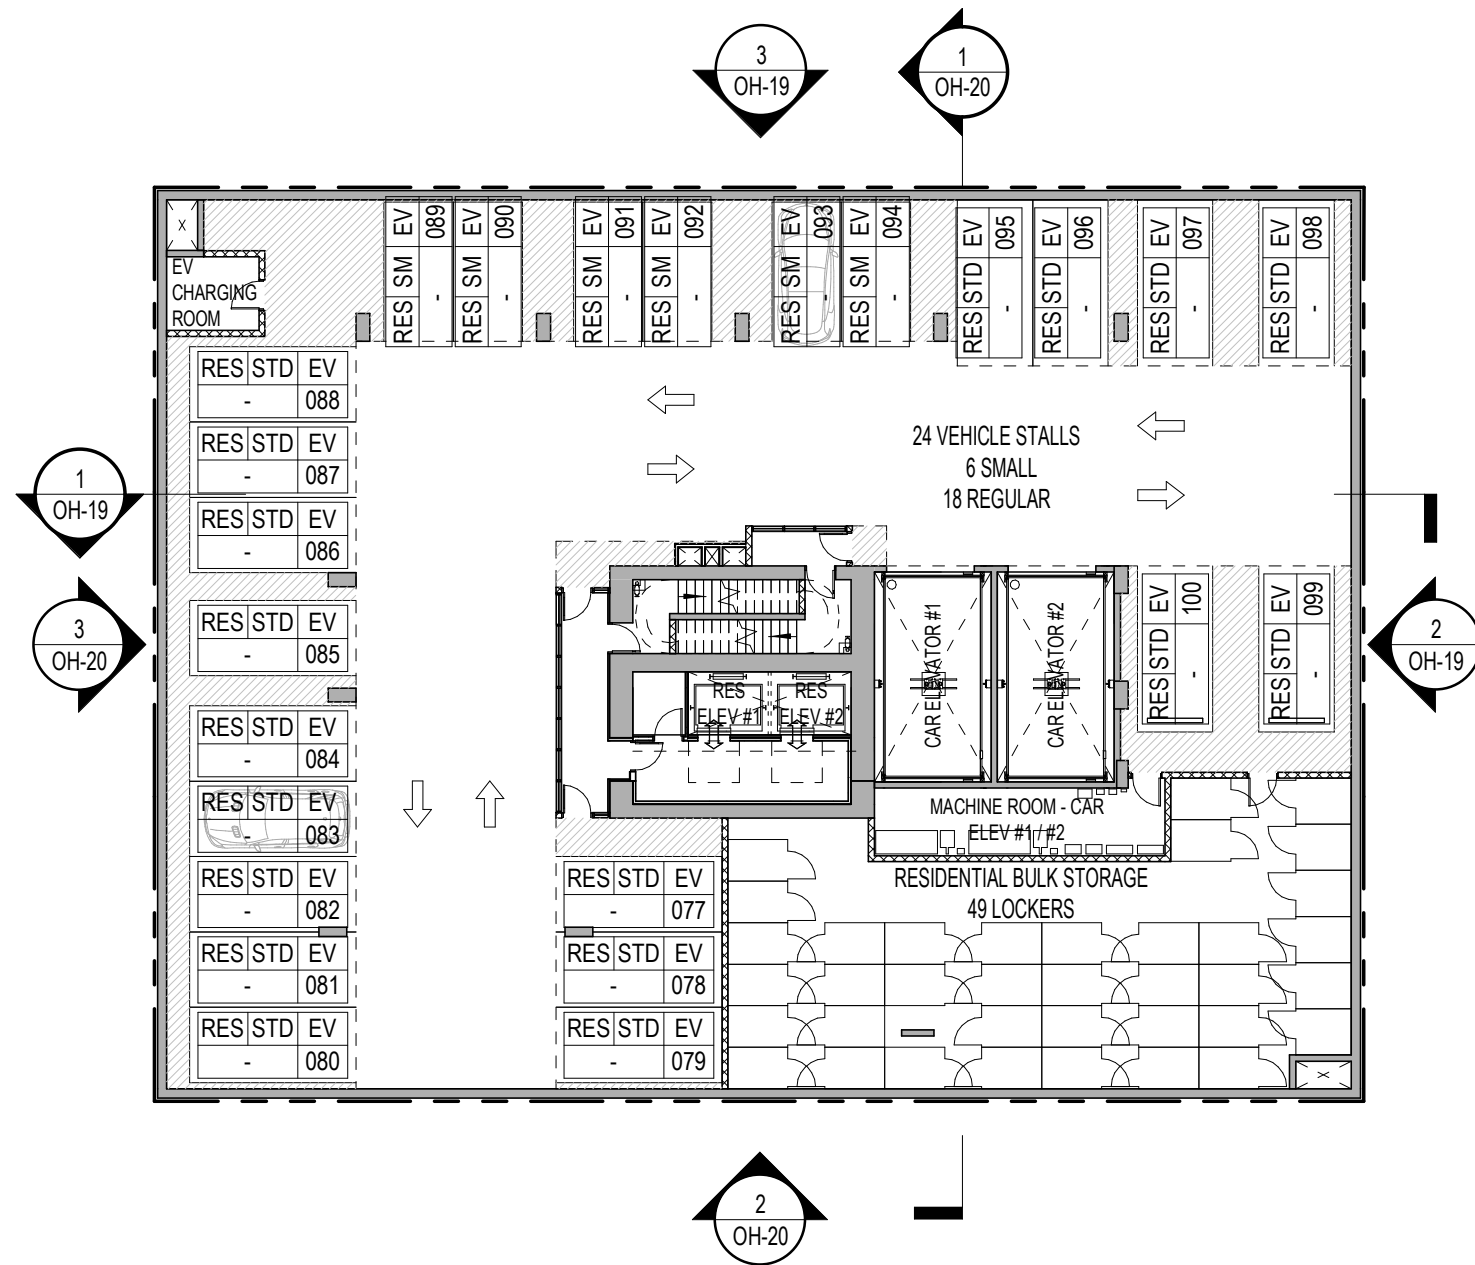 3
OH-19
1
OH-20
RES SM EV
- 089
RES SM EV
- 090
RES SM EV
- 091
RES SM EV
- 092
RES SM EV
- 093
RES SM EV
- 094
RES STD EV
- 095
RES STD EV
- 096
RES STD EV
- 097
RES STD EV
- 098
X
EV
CHARGING
ROOM
RES STD EV
- 088
RES STD EV
- 087
RES STD EV
- 086
RES STD EV
- 085
RES STD EV
- 084
RES STD EV
- 083
RES STD EV
- 082
RES STD EV
- 081
RES STD EV
- 080
24 VEHICLE STALLS
6 SMALL
18 REGULAR
1
OH-19
3
OH-20
2
OH-19
RES STD EV
100
RES STD EV
099
CAR ELEVATOR #1
CAR ELEVATOR #2
RES
ELEV #1
RES
ELEV #2
MACHINE ROOM - CAR
ELEV #1 / #2
RESIDENTIAL BULK STORAGE
49 LOCKERS
RES STD EV
- 077
RES STD EV
- 078
RES STD EV
- 079
X
2
OH-20